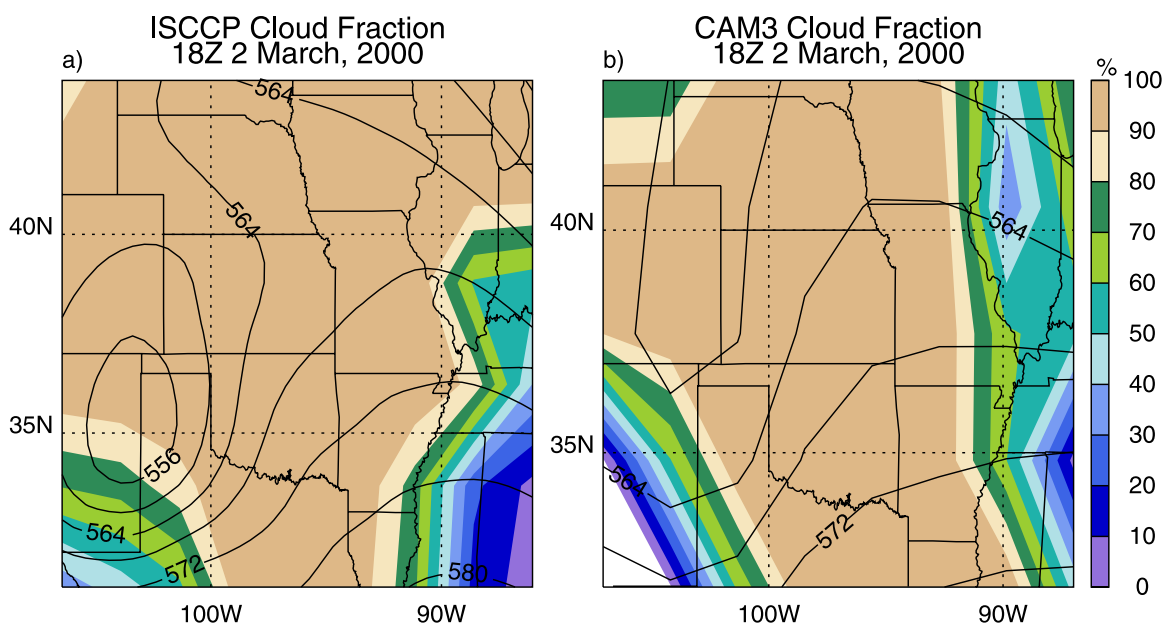 ISCCP Cloud Fraction
18Z 2 March, 2000
a)
CAM3 Cloud Fraction
18Z 2 March, 2000
b)
%
564
564
556
564
572
580
40N
35N
100W
90W
564
564
572
40N
35N
100W
90W
100
90
80
70
60
50
40
30
20
10
0